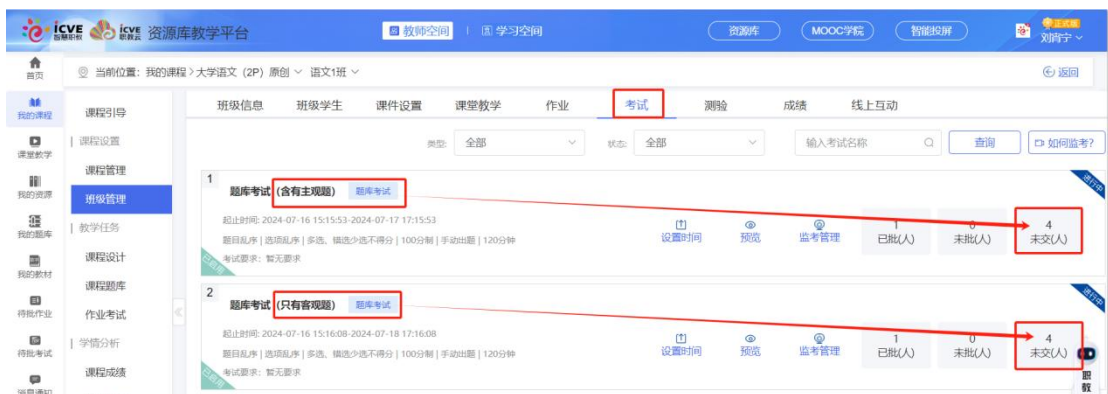 icve 智慧职教 icve 职教云 资源库教学平台 教师空间 学习空间 资源库 MOOC学院 智能投屏 正式版 刘肖宁
首页 当前位置: 我的课程 > 大学语文 (2P) 原创 语文1班 返回
我的课程
课堂教学
我的资源
我的题库
我的教材
待批作业
待批考试
消息通知
课程引导
课程设置
课程管理
班级管理
教学任务
课程设计
课程题库
作业考试
学情分析
课程成绩
班级信息 班级学生 课件设置 课堂教学 作业 考试 测验 成绩 线上互动
类型: 全部 状态: 全部 输入考试名称 查询 如何监考?
1 题库考试 (含有主观题) 题库考试 进行中
起止时间: 2024-07-16 15:15:53-2024-07-17 17:15:53
题目乱序 | 选项乱序 | 多选、错选少选不得分 | 100分制 | 手动出题 | 120分钟
考试要求: 暂无要求
已启用
设置时间 预览 监考管理
1 已批(人)
0 未批(人)
4 未交(人)
2 题库考试 (只有客观题) 题库考试 进行中
起止时间: 2024-07-16 15:16:08-2024-07-18 17:16:08
题目乱序 | 选项乱序 | 多选、错选少选不得分 | 100分制 | 手动出题 | 120分钟
考试要求: 暂无要求
已启用
设置时间 预览 监考管理
1 已批(人)
0 未批(人)
4 未交(人)
职教